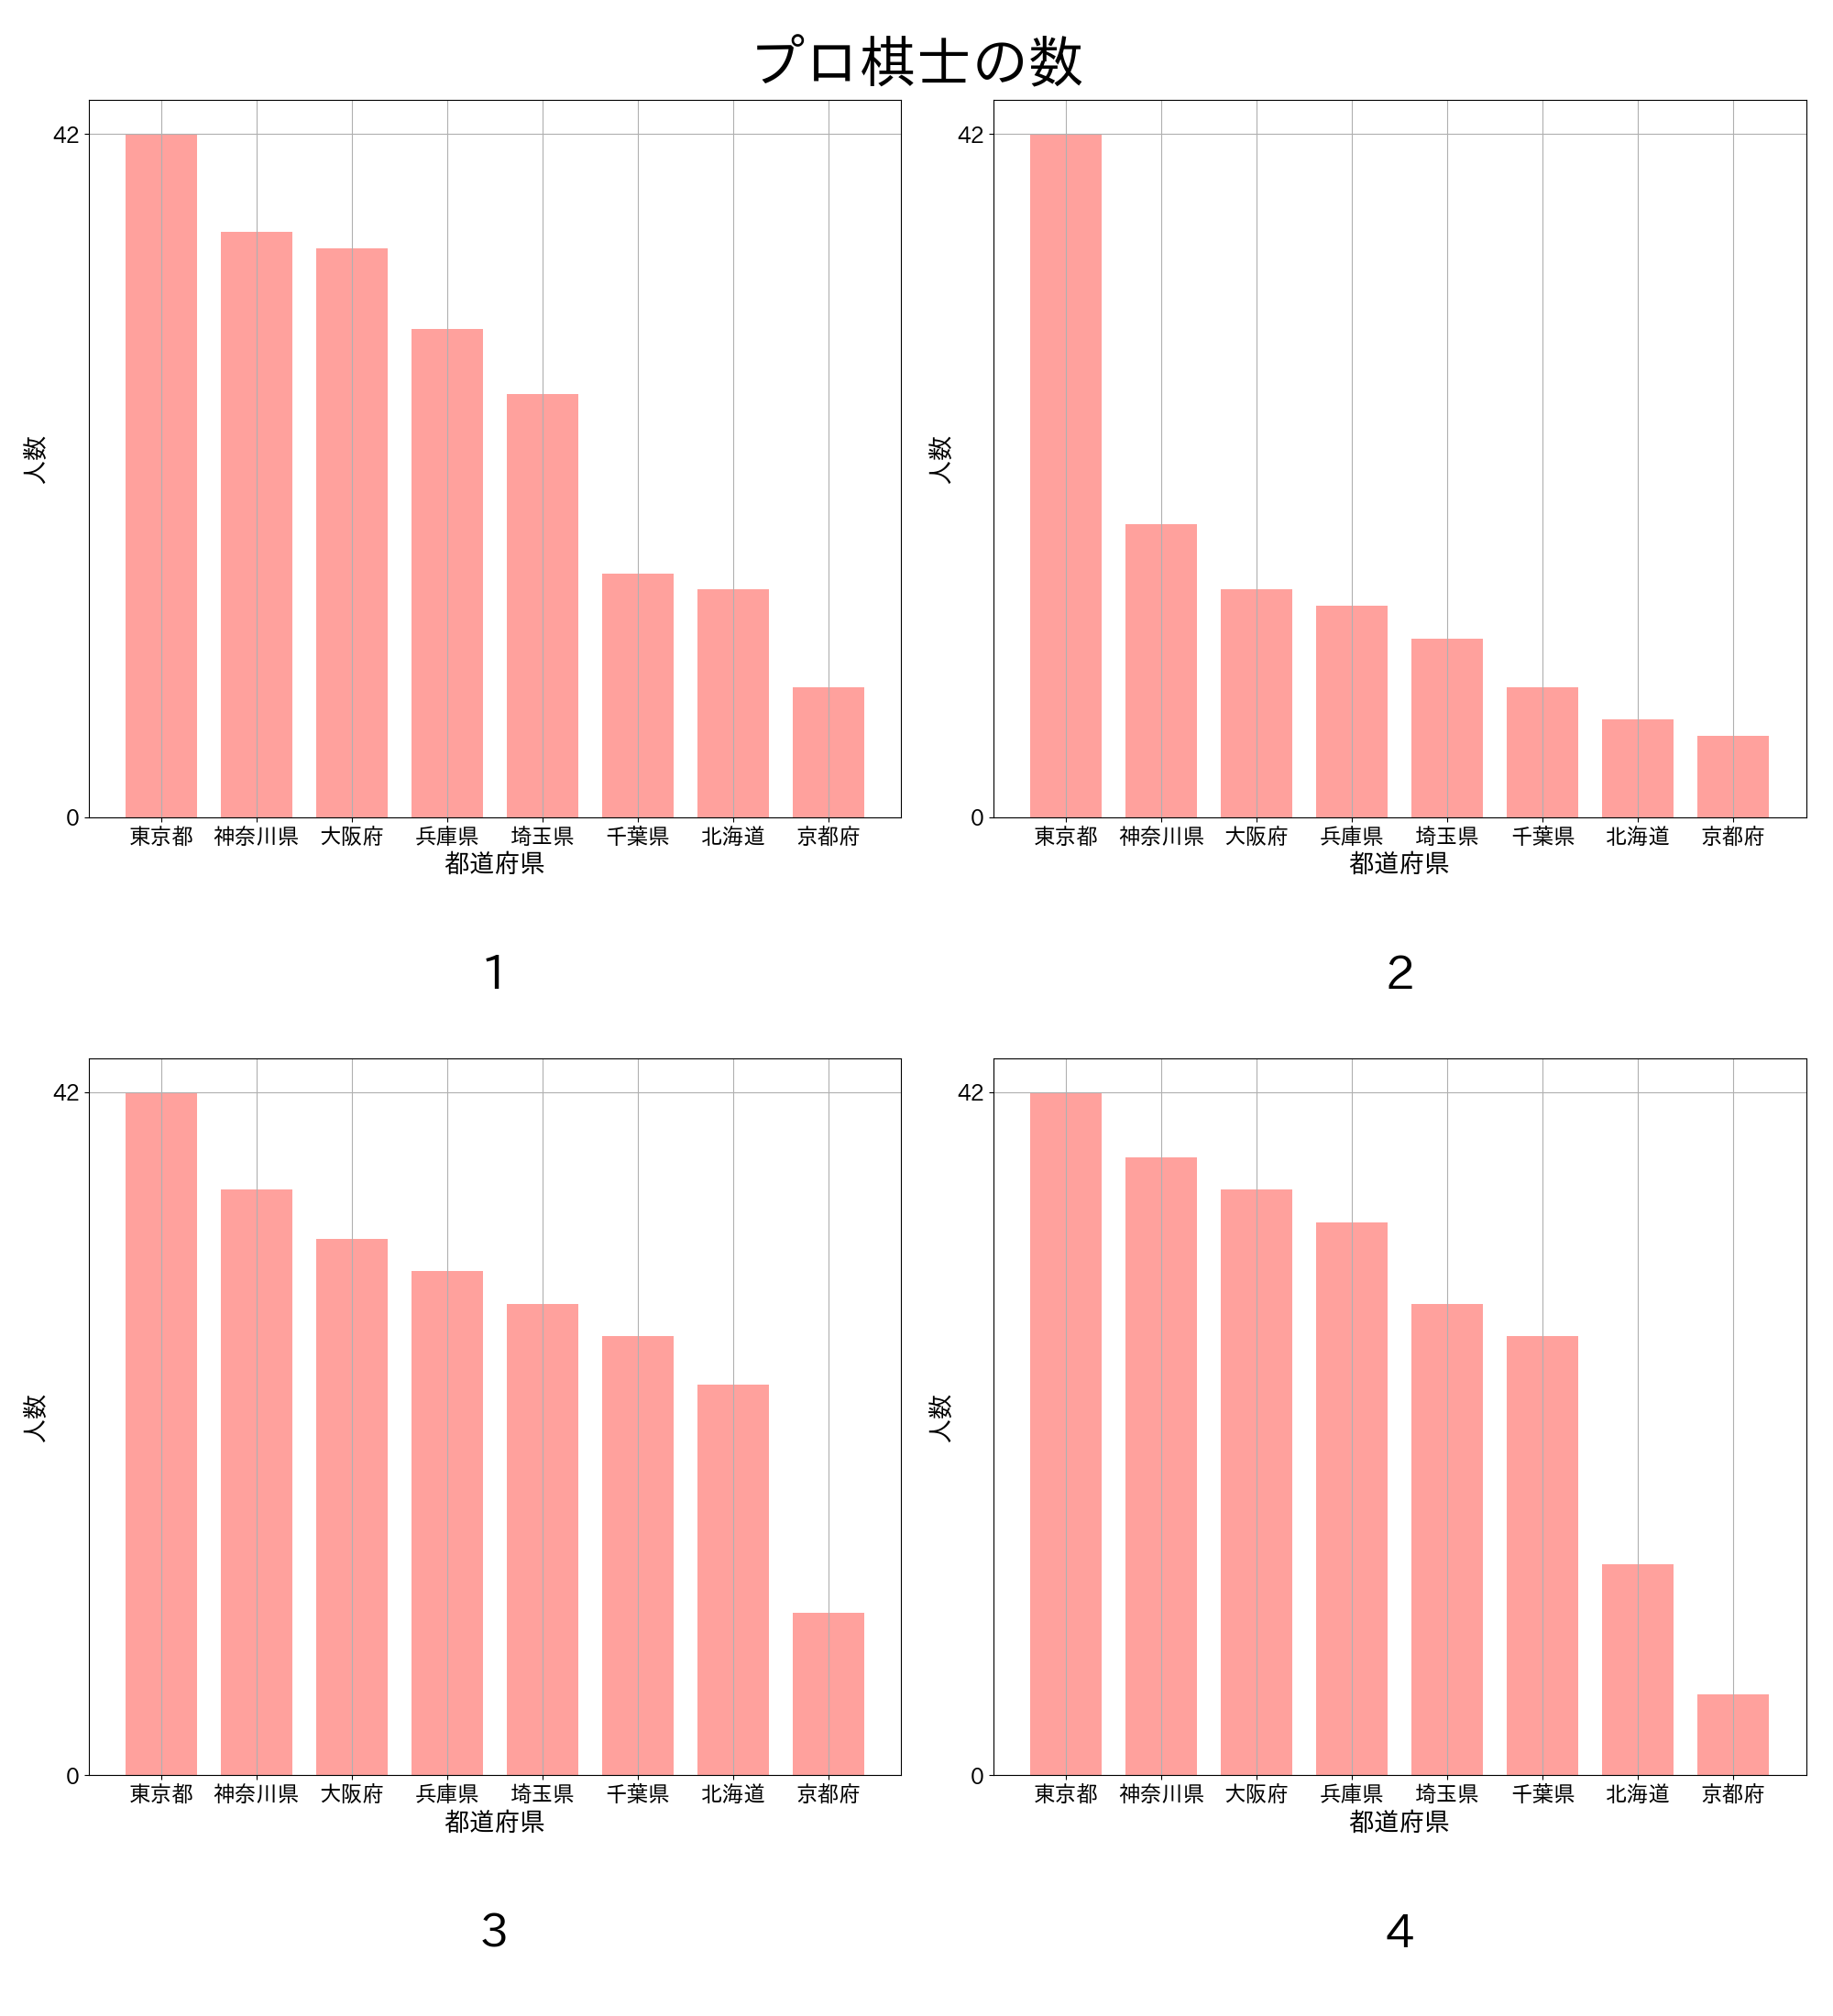 プロ棋士の数
42
0
人数
東京都 神奈川県 大阪府 兵庫県 埼玉県 千葉県 北海道 京都府
都道府県
1
42
0
人数
東京都 神奈川県 大阪府 兵庫県 埼玉県 千葉県 北海道 京都府
都道府県
2
42
0
人数
東京都 神奈川県 大阪府 兵庫県 埼玉県 千葉県 北海道 京都府
都道府県
3
42
0
人数
東京都 神奈川県 大阪府 兵庫県 埼玉県 千葉県 北海道 京都府
都道府県
4